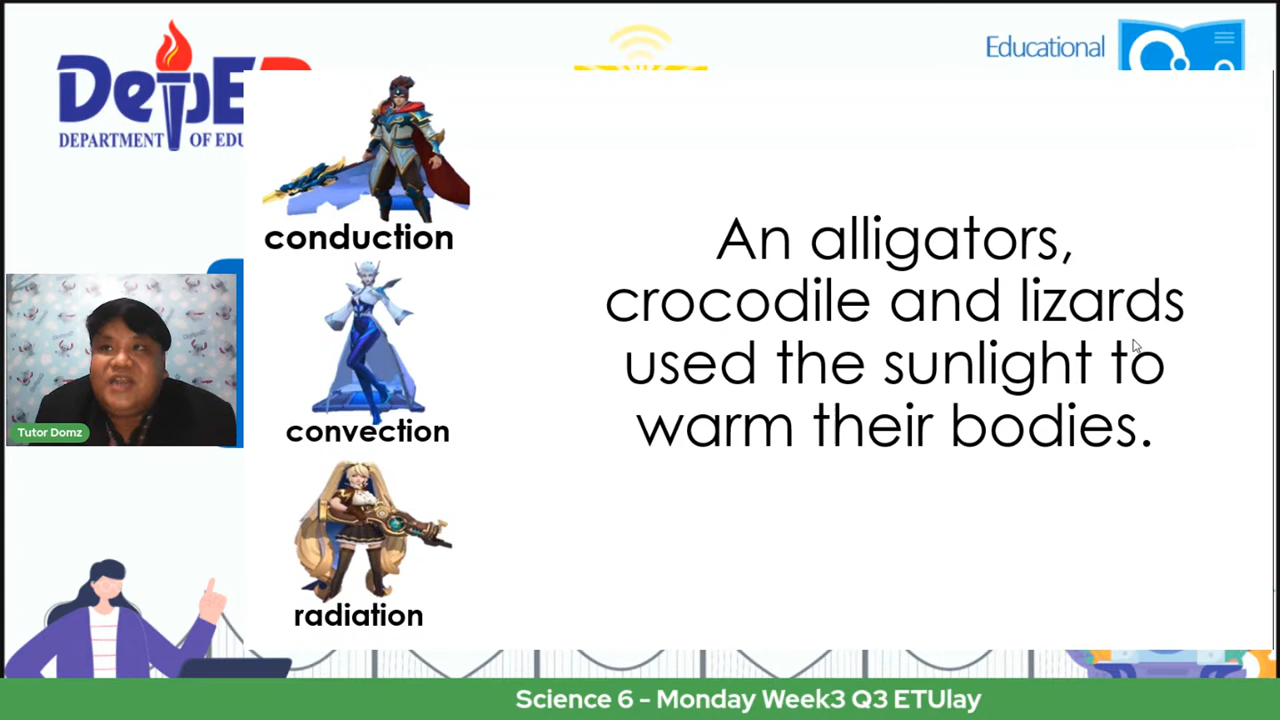 DepE
DEPARTMENT OF EDU
Educational
conduction
convection
radiation
An alligators,
crocodile and lizards
used the sunlight to
warm their bodies.
Tutor Domz
Science 6 - Monday Week3 Q3 ETUlay